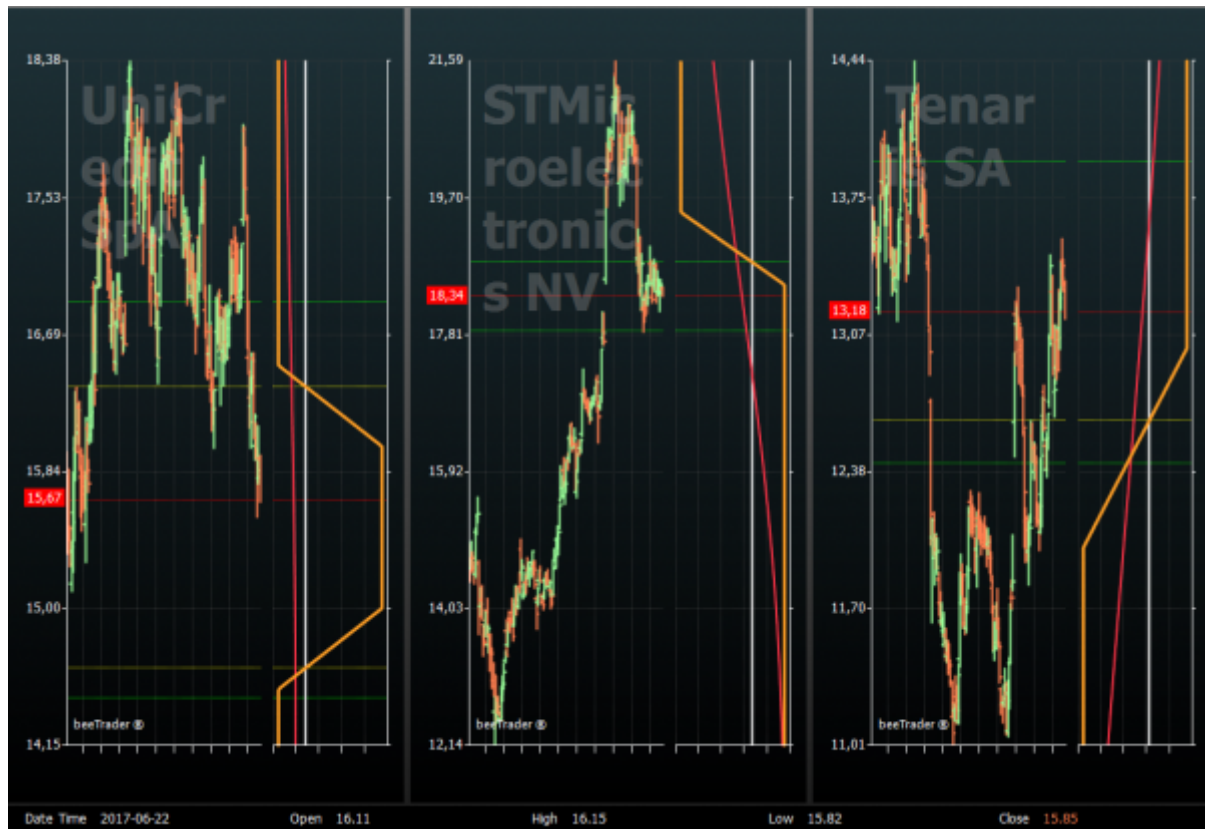 UniCr
edit
SpA
18,38
17,53
16,69
15,84
15,67
15,00
14,15
beeTrader ®
STMic
roelec
tronic
s NV
21,59
19,70
18,34
17,81
15,92
14,03
12,14
beeTrader ®
Tenar
SA
14,44
13,75
13,18
13,07
12,38
11,70
11,01
beeTrader ®
Date Time 2017-06-22 Open 16.11 High 16.15 Low 15.82 Close 15.85